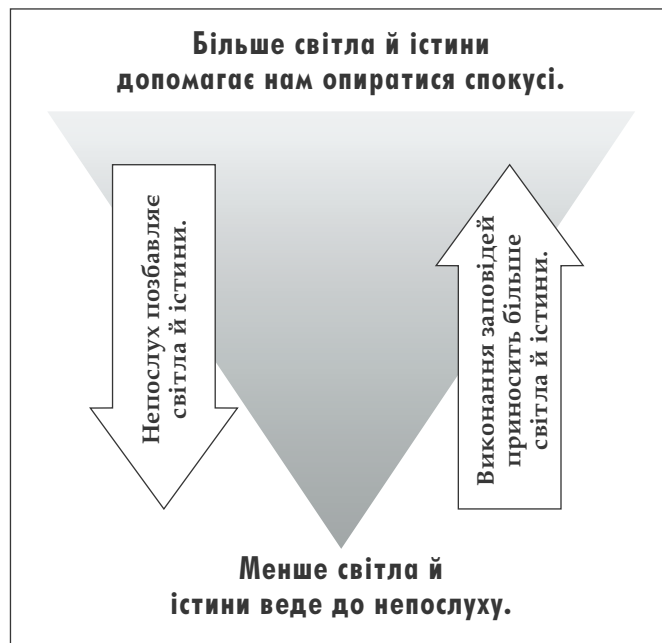 Більше світла й істини
допомагає нам опиратися спокусі.
Непослух позбавляє
світла й істини.
Виконання заповідей
приносить більше
світла й істини.
Менше світла й
істини веде до непослуху.